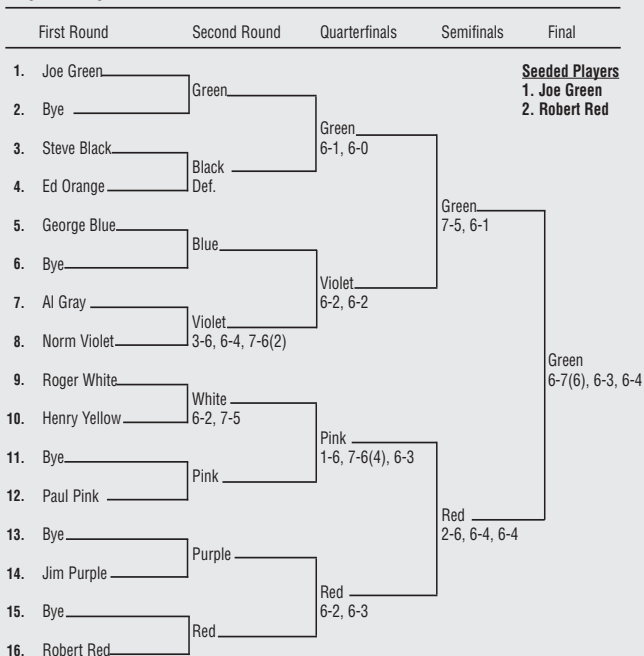 First Round Second Round Quarterfinals Semifinals Final
Seeded Players
1. Joe Green
2. Robert Red
1. Joe Green
Green
2. Bye
Green
6-1, 6-0
3. Steve Black
Black
Def.
4. Ed Orange
Green
7-5, 6-1
5. George Blue
Blue
6. Bye
Violet
6-2, 6-2
7. Al Gray
Violet
3-6, 6-4, 7-6(2)
8. Norm Violet
Green
6-7(6), 6-3, 6-4
9. Roger White
White
6-2, 7-5
10. Henry Yellow
Pink
1-6, 7-6(4), 6-3
11. Bye
Pink
12. Paul Pink
Red
2-6, 6-4, 6-4
13. Bye
Purple
14. Jim Purple
Red
6-2, 6-3
15. Bye
Red
16. Robert Red